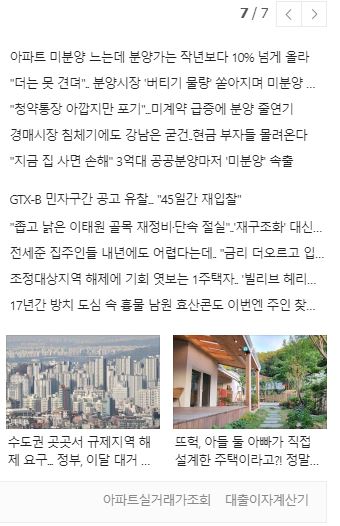 7 / 7
아파트 미분양 느는데 분양가는 작년보다 10% 넘게 올라
"더는 못 견뎌".. 분양시장 '버티기 물량' 쏟아지며 미분양 ...
"청약통장 아깝지만 포기"...미계약 급증에 분양 줄연기
경매시장 침체기에도 강남은 굳건..현금 부자들 몰려온다
"지금 집 사면 손해" 3억대 공공분양마저 '미분양' 속출
GTX-B 민자구간 공고 유찰.. "45일간 재입찰"
"좁고 낡은 이태원 골목 재정비·단속 절실"..'재구조화' 대신...
전세준 집주인들 내년에도 어렵다는데.. "금리 더오르고 입...
조정대상지역 해제에 기회 엿보는 1주택자.. '빌리브 헤리...
17년간 방치 도심 속 흉물 남원 효산콘도 이번엔 주인 찾...
수도권 곳곳서 규제지역 해
제 요구... 정부, 이달 대거 ...
뜨헉, 아들 둘 아빠가 직접
설계한 주택이라고?! 정말...
아파트실거래가조회 대출이자계산기